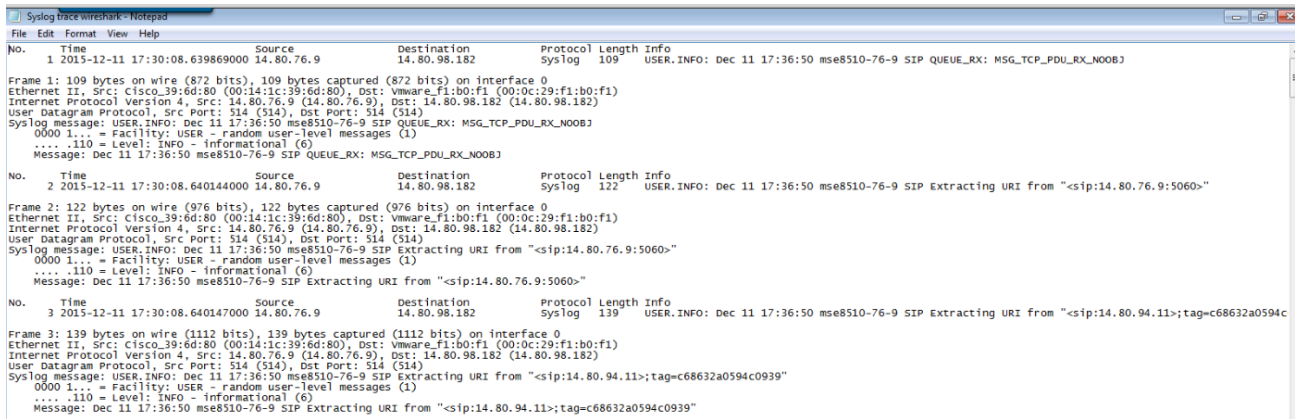 Syslog trace wireshark - Notepad
File Edit Format View Help
No. Time Source Destination Protocol Length Info
1 2015-12-11 17:30:08.639869000 14.80.76.9 14.80.98.182 Syslog 109 USER.INFO: Dec 11 17:36:50 mse8510-76-9 SIP QUEUE_RX: MSG_TCP_PDU_RX_NOOBJ
Frame 1: 109 bytes on wire (872 bits), 109 bytes captured (872 bits) on interface 0
Ethernet II, Src: Cisco_39:6d:80 (00:14:1c:39:6d:80), Dst: Vmware_f1:b0:f1 (00:0c:29:f1:b0:f1)
Internet Protocol Version 4, Src: 14.80.76.9 (14.80.76.9), Dst: 14.80.98.182 (14.80.98.182)
User Datagram Protocol, Src Port: 514 (514), Dst Port: 514 (514)
Syslog message: USER.INFO: Dec 11 17:36:50 mse8510-76-9 SIP QUEUE_RX: MSG_TCP_PDU_RX_NOOBJ
0000 1... = Facility: USER - random user-level messages (1)
.... .110 = Level: INFO - informational (6)
Message: Dec 11 17:36:50 mse8510-76-9 SIP QUEUE_RX: MSG_TCP_PDU_RX_NOOBJ
No. Time Source Destination Protocol Length Info
2 2015-12-11 17:30:08.640144000 14.80.76.9 14.80.98.182 Syslog 122 USER.INFO: Dec 11 17:36:50 mse8510-76-9 SIP Extracting URI from "<sip:14.80.76.9:5060>"
Frame 2: 122 bytes on wire (976 bits), 122 bytes captured (976 bits) on interface 0
Ethernet II, Src: Cisco_39:6d:80 (00:14:1c:39:6d:80), Dst: Vmware_f1:b0:f1 (00:0c:29:f1:b0:f1)
Internet Protocol Version 4, Src: 14.80.76.9 (14.80.76.9), Dst: 14.80.98.182 (14.80.98.182)
User Datagram Protocol, Src Port: 514 (514), Dst Port: 514 (514)
Syslog message: USER.INFO: Dec 11 17:36:50 mse8510-76-9 SIP Extracting URI from "<sip:14.80.76.9:5060>"
0000 1... = Facility: USER - random user-level messages (1)
.... .110 = Level: INFO - informational (6)
Message: Dec 11 17:36:50 mse8510-76-9 SIP Extracting URI from "<sip:14.80.76.9:5060>"
No. Time Source Destination Protocol Length Info
3 2015-12-11 17:30:08.640147000 14.80.76.9 14.80.98.182 Syslog 139 USER.INFO: Dec 11 17:36:50 mse8510-76-9 SIP Extracting URI from "<sip:14.80.94.11>;tag=c68632a0594c
Frame 3: 139 bytes on wire (1112 bits), 139 bytes captured (1112 bits) on interface 0
Ethernet II, Src: Cisco_39:6d:80 (00:14:1c:39:6d:80), Dst: Vmware_f1:b0:f1 (00:0c:29:f1:b0:f1)
Internet Protocol Version 4, Src: 14.80.76.9 (14.80.76.9), Dst: 14.80.98.182 (14.80.98.182)
User Datagram Protocol, Src Port: 514 (514), Dst Port: 514 (514)
Syslog message: USER.INFO: Dec 11 17:36:50 mse8510-76-9 SIP Extracting URI from "<sip:14.80.94.11>;tag=c68632a0594c0939"
0000 1... = Facility: USER - random user-level messages (1)
.... .110 = Level: INFO - informational (6)
Message: Dec 11 17:36:50 mse8510-76-9 SIP Extracting URI from "<sip:14.80.94.11>;tag=c68632a0594c0939"